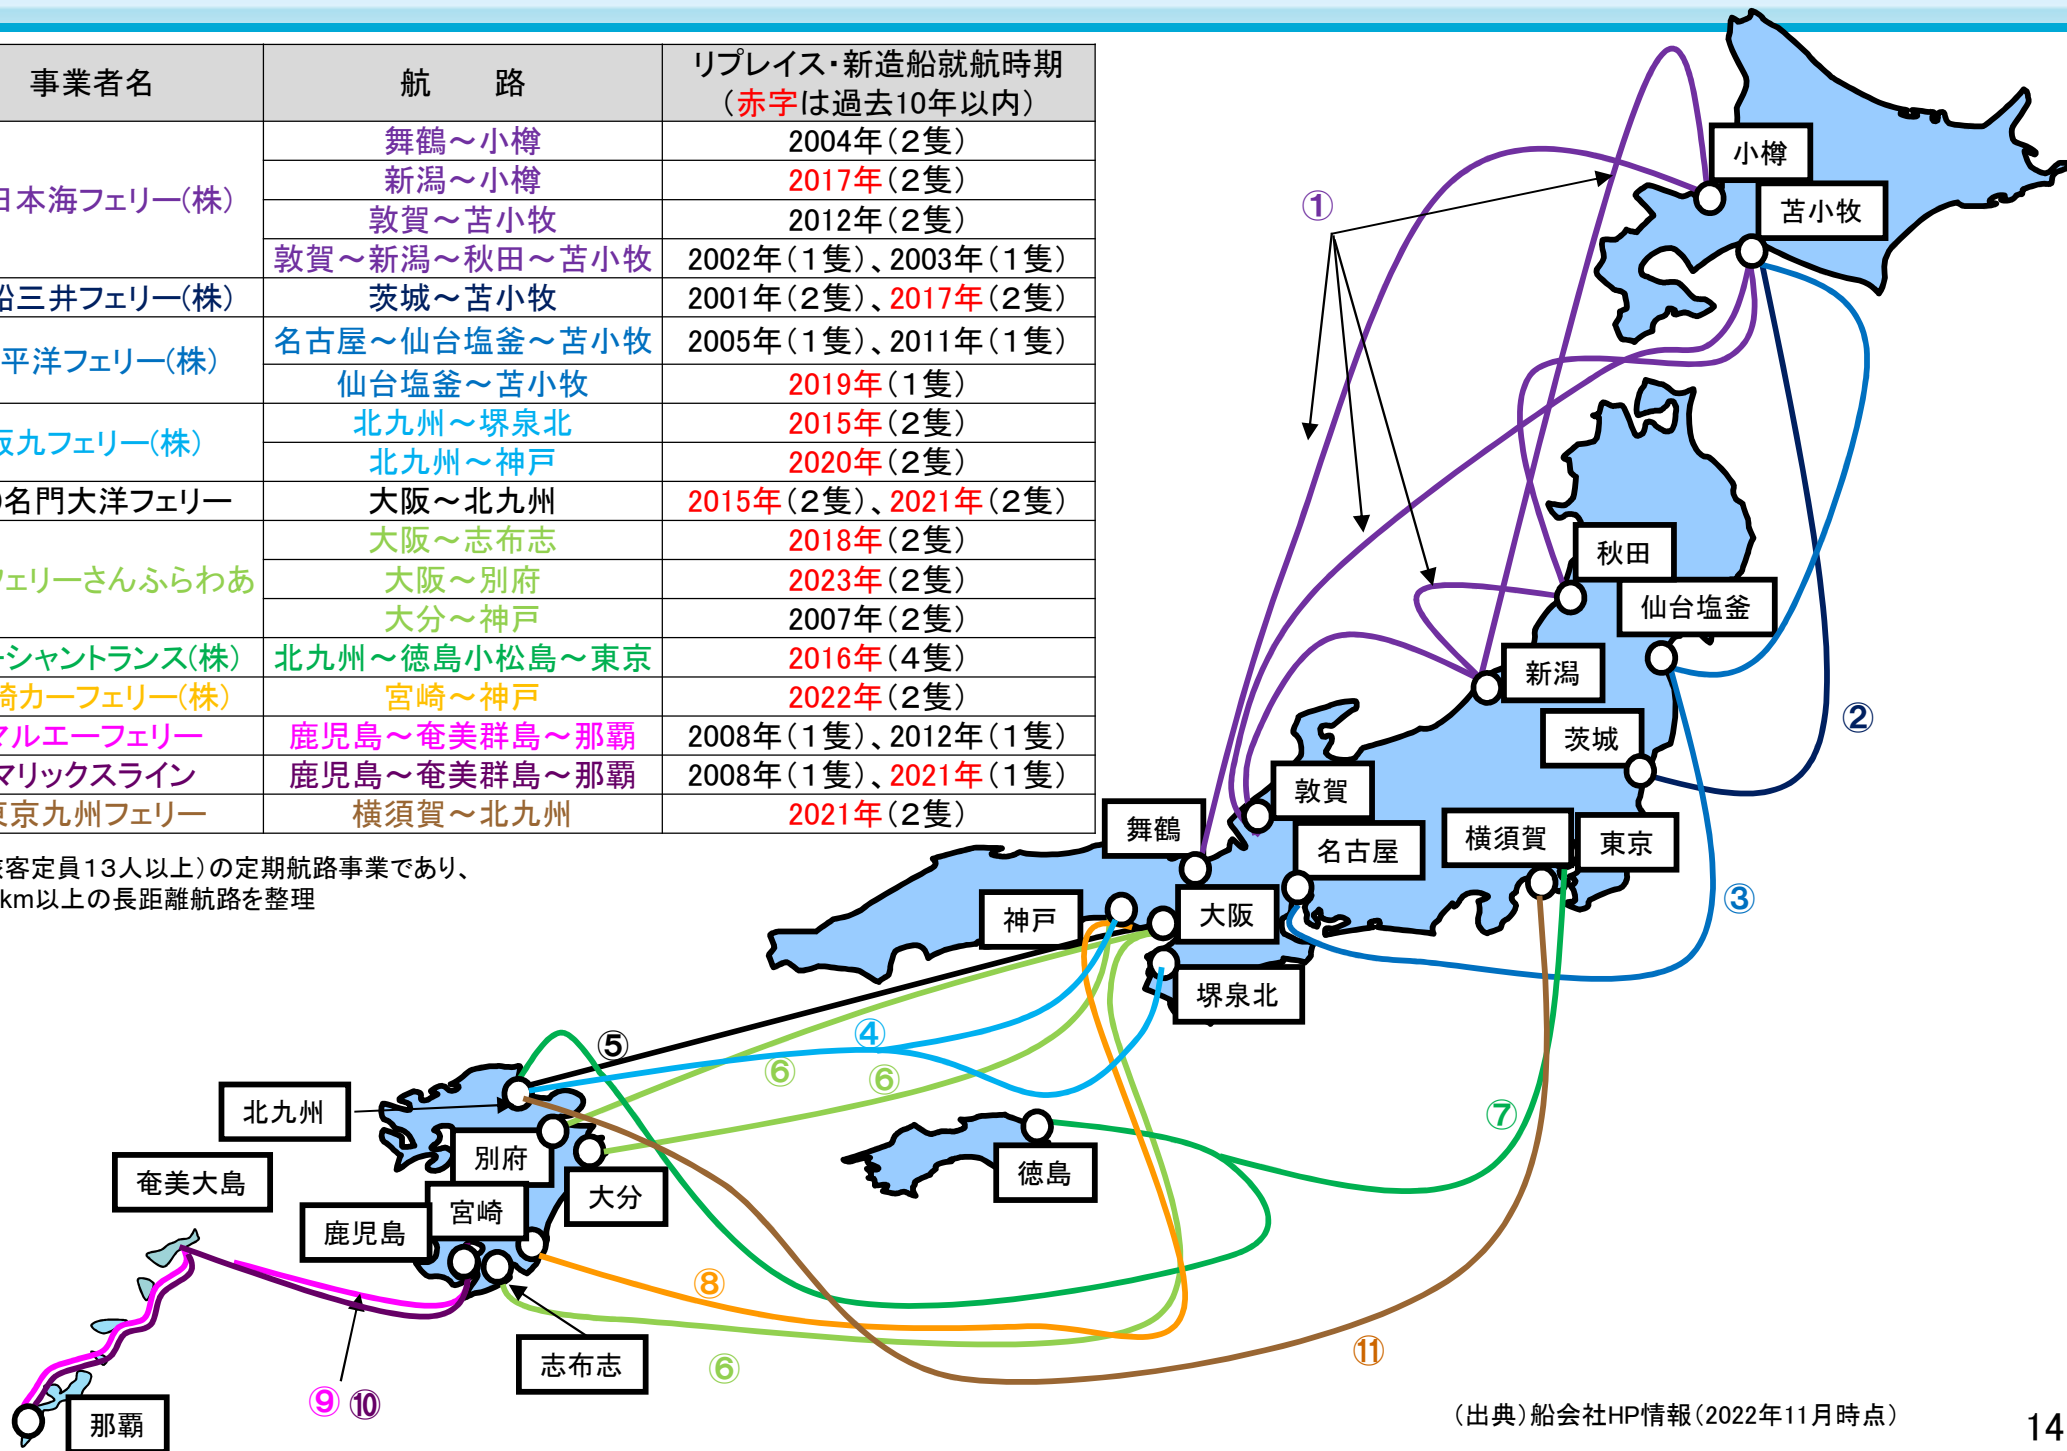 事業者名 航　　路 リプレイス・新造船就航時期
（赤字は過去10年以内）
日本海フェリー(株) 舞鶴～小樽 2004年（２隻）
新潟～小樽 2017年（２隻）
敦賀～苫小牧 2012年（２隻）
敦賀～新潟～秋田～苫小牧 2002年（１隻）、2003年（１隻）
船三井フェリー(株) 茨城～苫小牧 2001年（２隻）、2017年（２隻）
平洋フェリー(株) 名古屋～仙台塩釜～苫小牧 2005年（１隻）、2011年（１隻）
仙台塩釜～苫小牧 2019年（１隻）
阪九フェリー(株) 北九州～堺泉北 2015年（２隻）
北九州～神戸 2020年（２隻）
名門大洋フェリー 大阪～北九州 2015年（２隻）、2021年（２隻）
フェリーさんふらわあ 大阪～志布志 2018年（２隻）
大阪～別府 2023年（２隻）
大分～神戸 2007年（２隻）
ーシャントランス(株) 北九州～徳島小松島～東京 2016年（４隻）
崎カーフェリー(株) 宮崎～神戸 2022年（２隻）
マルエーフェリー 鹿児島～奄美群島～那覇 2008年（１隻）、2012年（１隻）
マリックスライン 鹿児島～奄美群島～那覇 2008年（１隻）、2021年（１隻）
東京九州フェリー 横須賀～北九州 2021年（２隻）
客定員１３人以上）の定期航路事業であり、
km以上の長距離航路を整理
小樽
苫小牧
①
秋田
仙台塩釜
新潟
茨城
②
敦賀
舞鶴
名古屋
横須賀
東京
③
神戸
大阪
堺泉北
④
⑤
⑥
⑥
⑦
北九州
別府
徳島
奄美大島
大分
宮崎
鹿児島
⑧
志布志
⑥
⑪
⑨ ⑩
那覇
（出典）船会社HP情報（2022年11月時点）
14